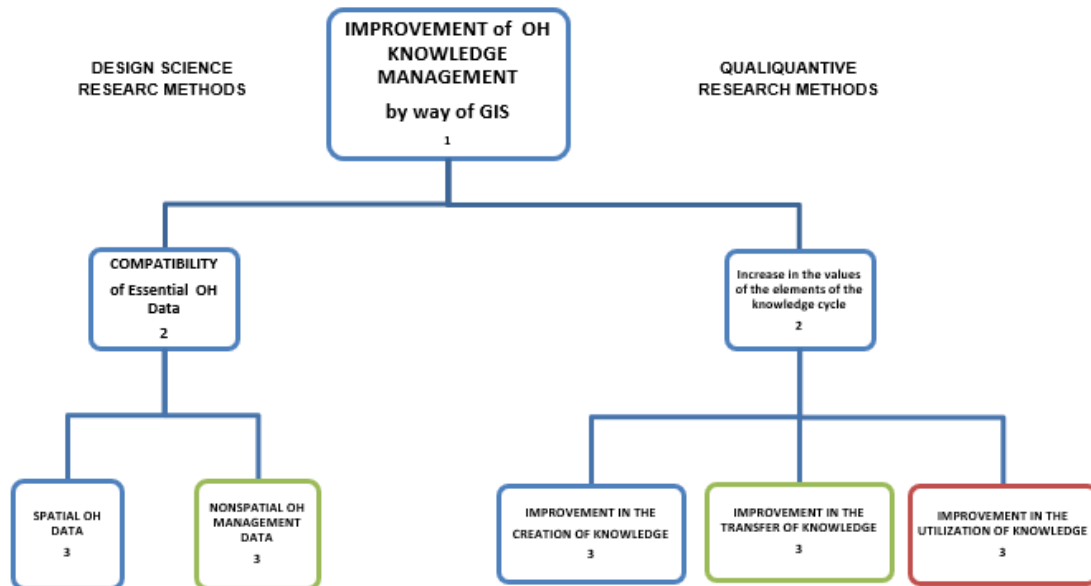 IMPROVEMENT of OH
KNOWLEDGE
MANAGEMENT
by way of GIS
1
DESIGN SCIENCE
RESEARC METHODS
QUALIQUANTIVE
RESEARCH METHODS
COMPATIBILITY
of Essential OH
Data
2
Increase in the values
of the elements of the
knowledge cycle
2
SPATIAL OH
DATA
3
NONSPATIAL OH
MANAGEMENT
DATA
3
IMPROVEMENT IN THE
CREATION OF KNOWLEDGE
3
IMPROVEMENT IN THE
TRANSFER OF KNOWLEDGE
3
IMPROVEMENT IN THE
UTILIZATION OF KNOWLEDGE
3